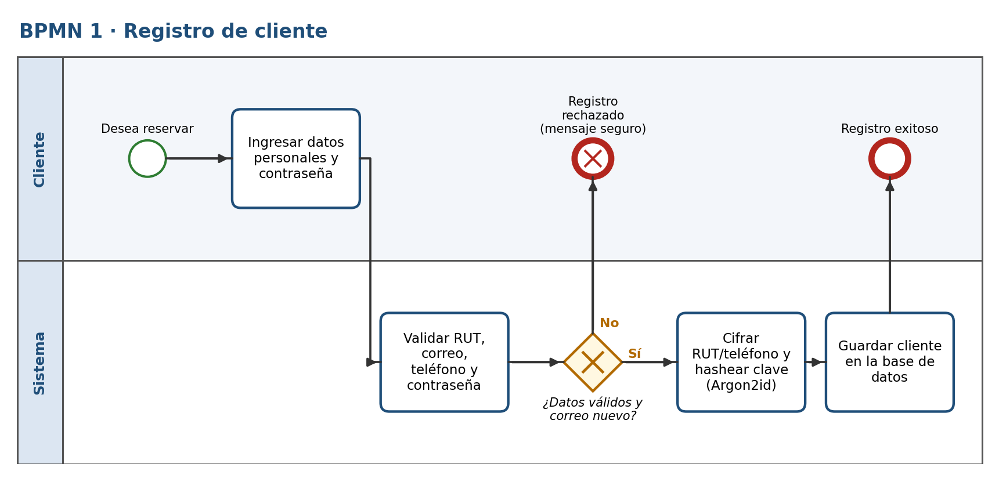 BPMN 1 · Registro de cliente
Cliente
Desea reservar
Ingresar datos
personales y
contraseña
Registro
rechazado
(mensaje seguro)
Registro exitoso
Sistema
Validar RUT,
correo,
teléfono y
contraseña
No
Sí
¿Datos válidos y
correo nuevo?
Cifrar
RUT/teléfono y
hashear clave
(Argon2id)
Guardar cliente
en la base de
datos